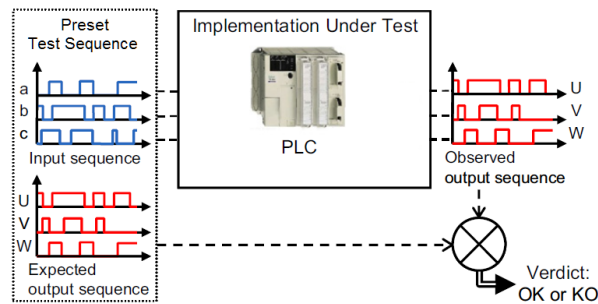 Preset
Test Sequence
a
b
c
Input sequence
U
V
W
Expected
output sequence
Implementation Under Test
PLC
U
V
W
Observed
output sequence
Verdict:
OK or KO